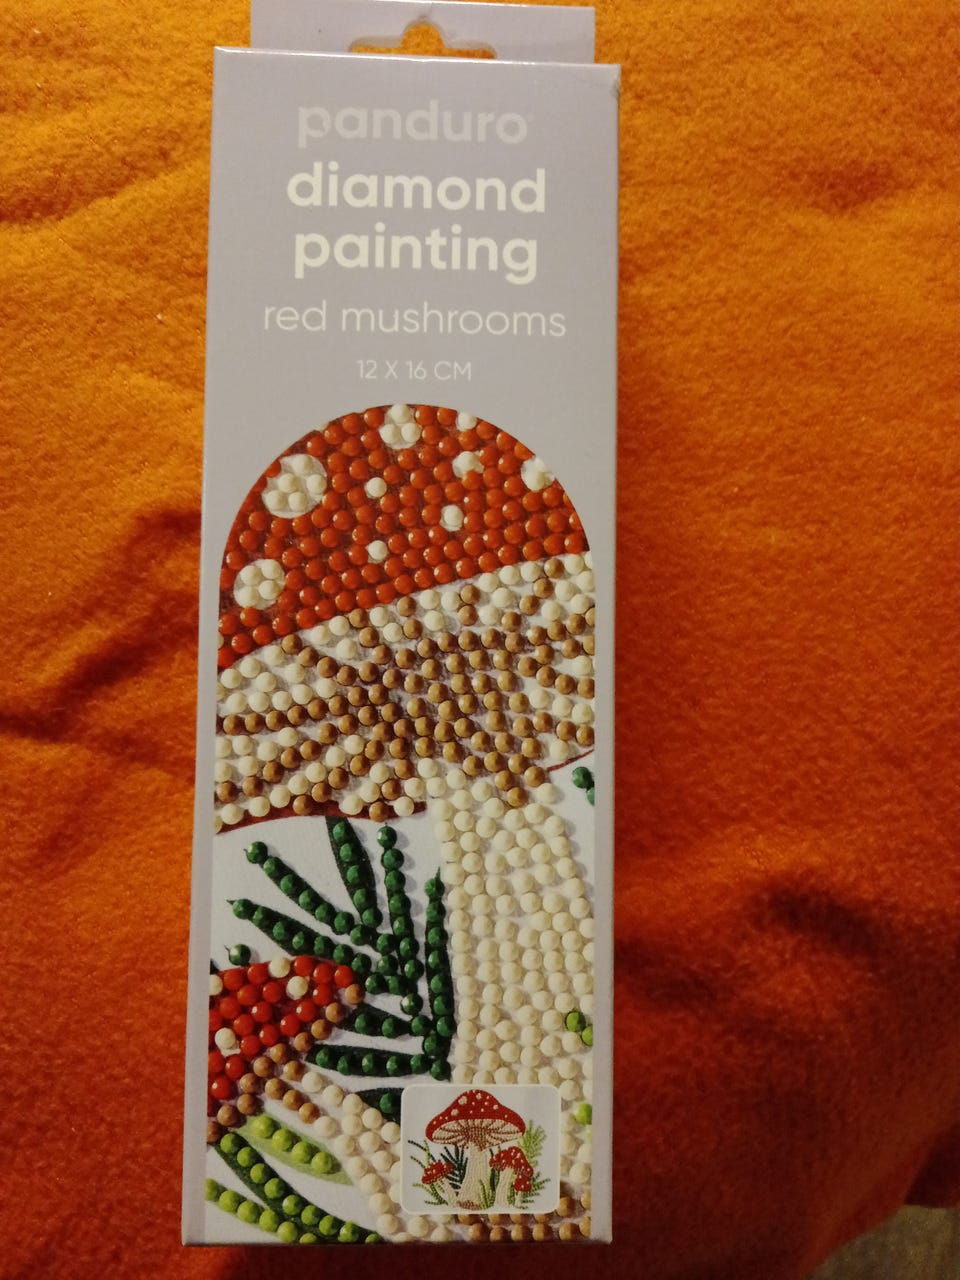 panduro
diamond
painting
red mushrooms
12 X 16 CM